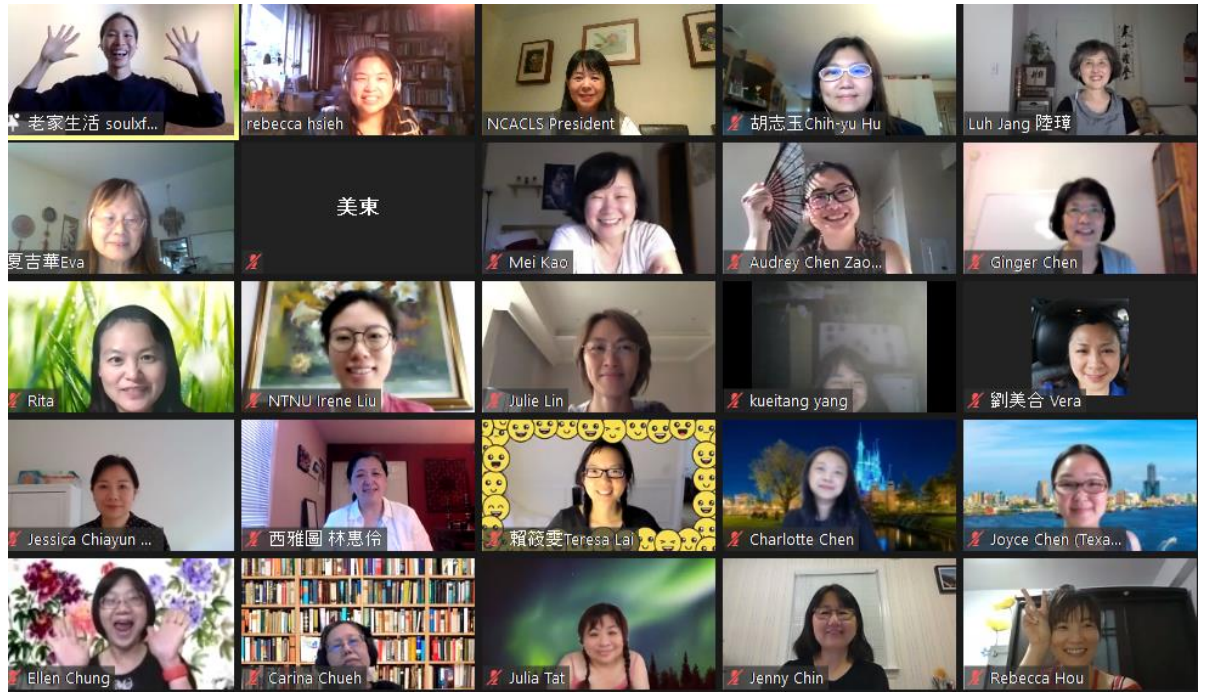 老家生活 soulxf...
rebecca hsieh
NCACLS President
胡志玉Chih-yu Hu
Luh Jang 陸璋
夏吉華Eva
美東
Mei Kao
Audrey Chen Zao...
Ginger Chen
Rita
NTNU Irene Liu
Julie Lin
kueitang yang
劉美合 Vera
Jessica Chiayun ...
西雅圖 林惠伶
賴筱雯Teresa Lai
Charlotte Chen
Joyce Chen (Texa...
Ellen Chung
Carina Chueh
Julia Tat
Jenny Chin
Rebecca Hou